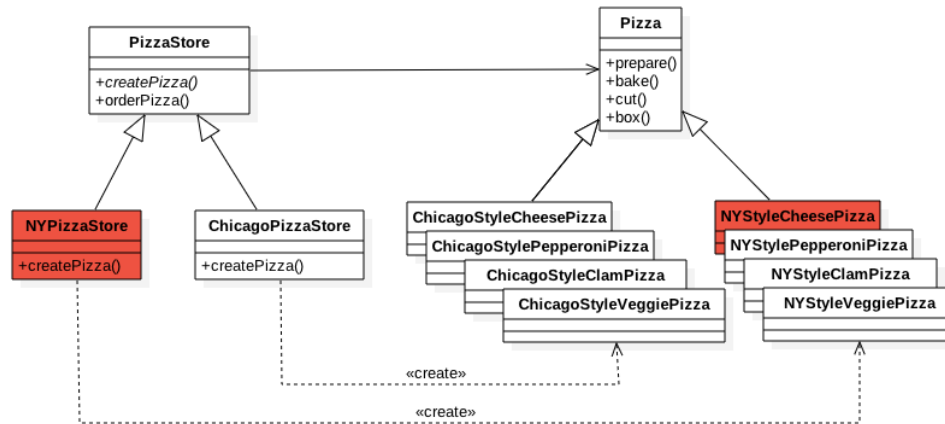 PizzaStore
+createPizza()
+orderPizza()
Pizza
+prepare()
+bake()
+cut()
+box()
NYPizzaStore
+createPizza()
ChicagoPizzaStore
+createPizza()
ChicagoStyleCheesePizza
ChicagoStylePepperoniPizza
ChicagoStyleClamPizza
ChicagoStyleVeggiePizza
NYStyleCheesePizza
NYStylePepperoniPizza
NYStyleClamPizza
NYStyleVeggiePizza
«create»
«create»